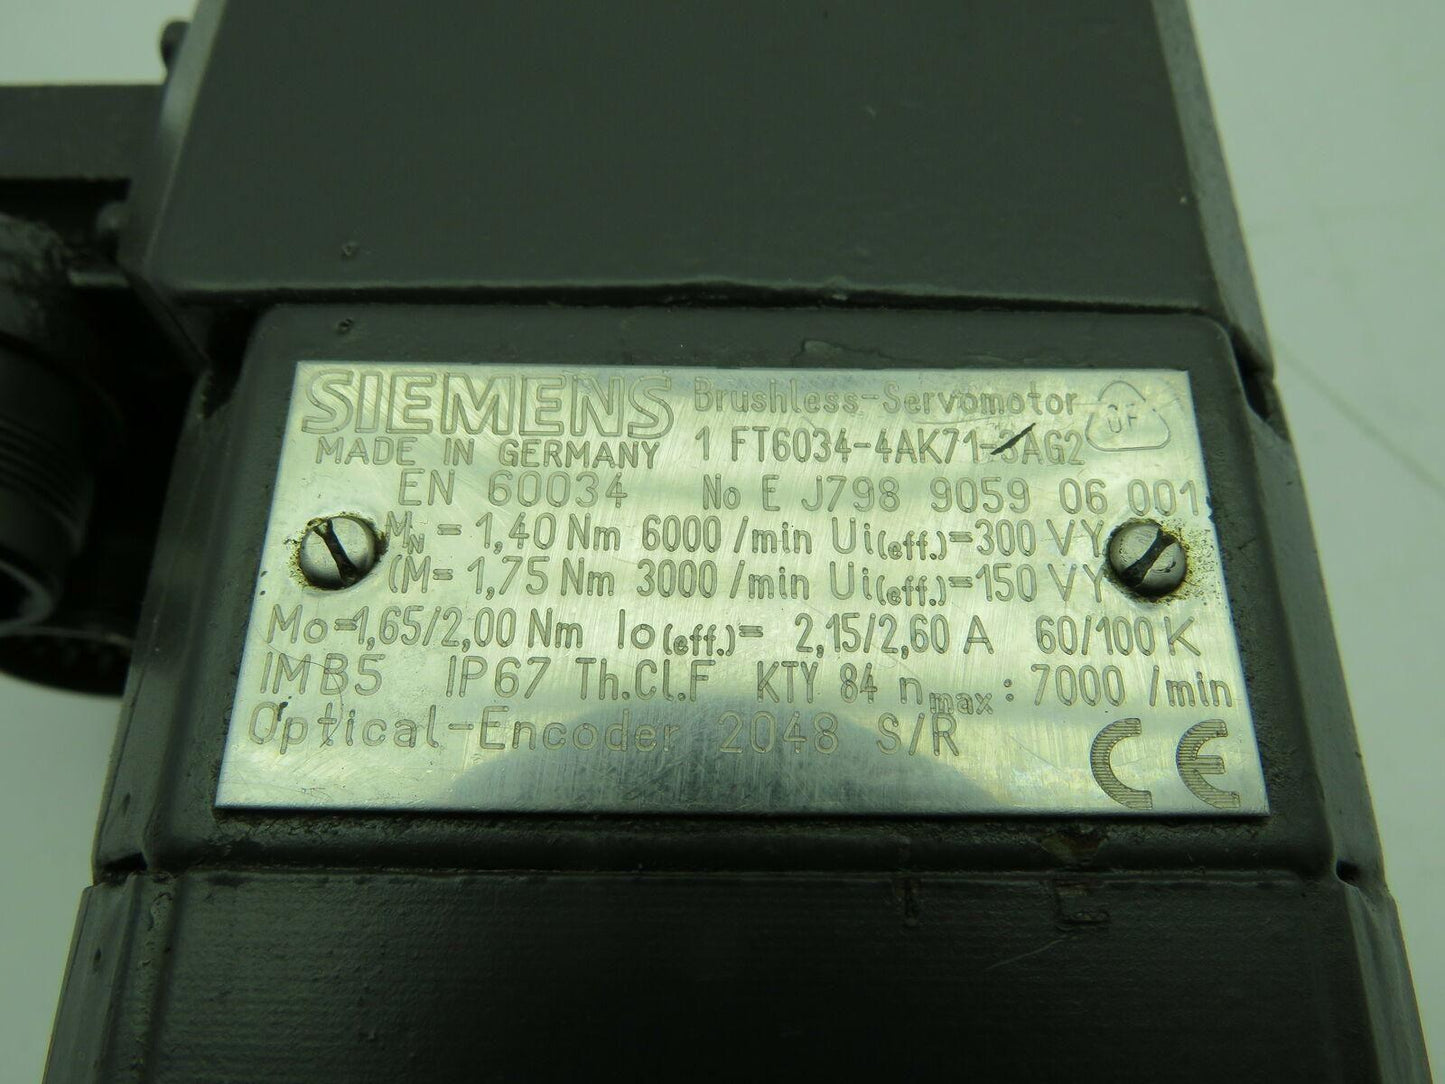 SIEMENS Brushless-Servomotor
MADE IN GERMANY 1 FT6034-4AK71-3AG2
EN 60034 No E J798 9059 06 001
MN = 1,40 Nm 6000 /min Ui(eff.)=300 V Y
(M= 1,75 Nm 3000 /min Ui(eff.)=150 V Y
Mo=1,65/2,00 Nm Io(eff.)= 2,15/2,60 A 60/100 K
IMB5 IP67 Th.Cl.F KTY 84 nmax: 7000 /min
Optical-Encoder 2048 S/R
CE